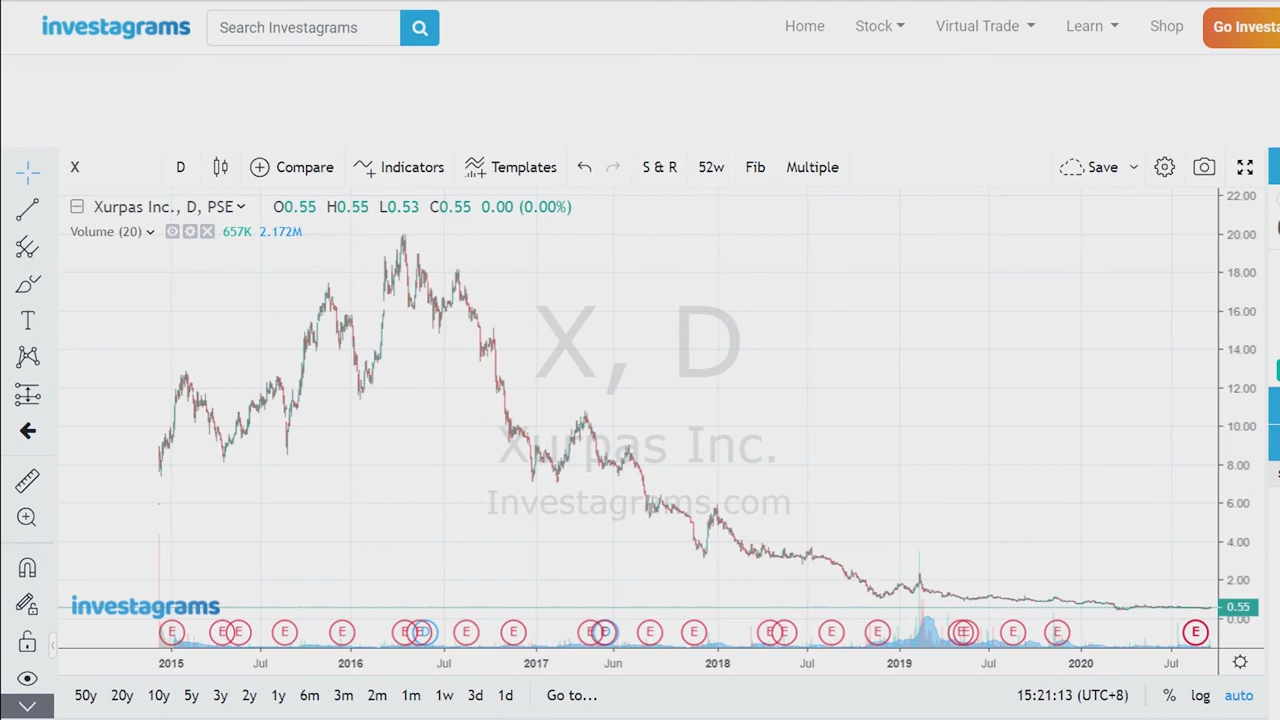 investagrams Search Investagrams Home Stock Virtual Trade Learn Shop Go Investa
X D Compare Indicators Templates S & R 52w Fib Multiple Save
Xurpas Inc., D, PSE O0.55 H0.55 L0.53 C0.55 0.00 (0.00%)
Volume (20) 657K 2.172M
22.00
20.00
18.00
16.00
14.00
12.00
10.00
8.00
6.00
4.00
2.00
0.55
0.00
X, D
Xurpas Inc.
Investagrams.com
investagrams
E E E E E E E D E E E D E E E E E E E E E E E
2015 Jul 2016 Jul 2017 Jun 2018 Jul 2019 Jul 2020 Jul
50y 20y 10y 5y 3y 2y 1y 6m 3m 2m 1m 1w 3d 1d Go to... 15:21:13 (UTC+8) % log auto